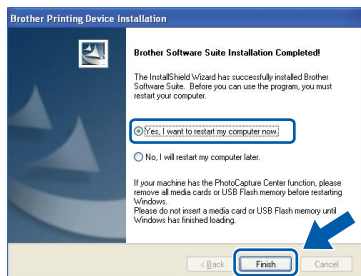 Brother Printing Device Installation
Brother Software Suite Installation Completed!
The InstallShield Wizard has successfully installed Brother
Software Suite. Before you can use the program, you must
restart your computer.
Yes, I want to restart my computer now.
No, I will restart my computer later.
If your machine has the PhotoCapture Center function, please
remove all media cards or USB Flash memory before restarting
Windows.
Please do not insert a media card or USB Flash memory until
Windows has finished loading.
< Back
Finish
Cancel